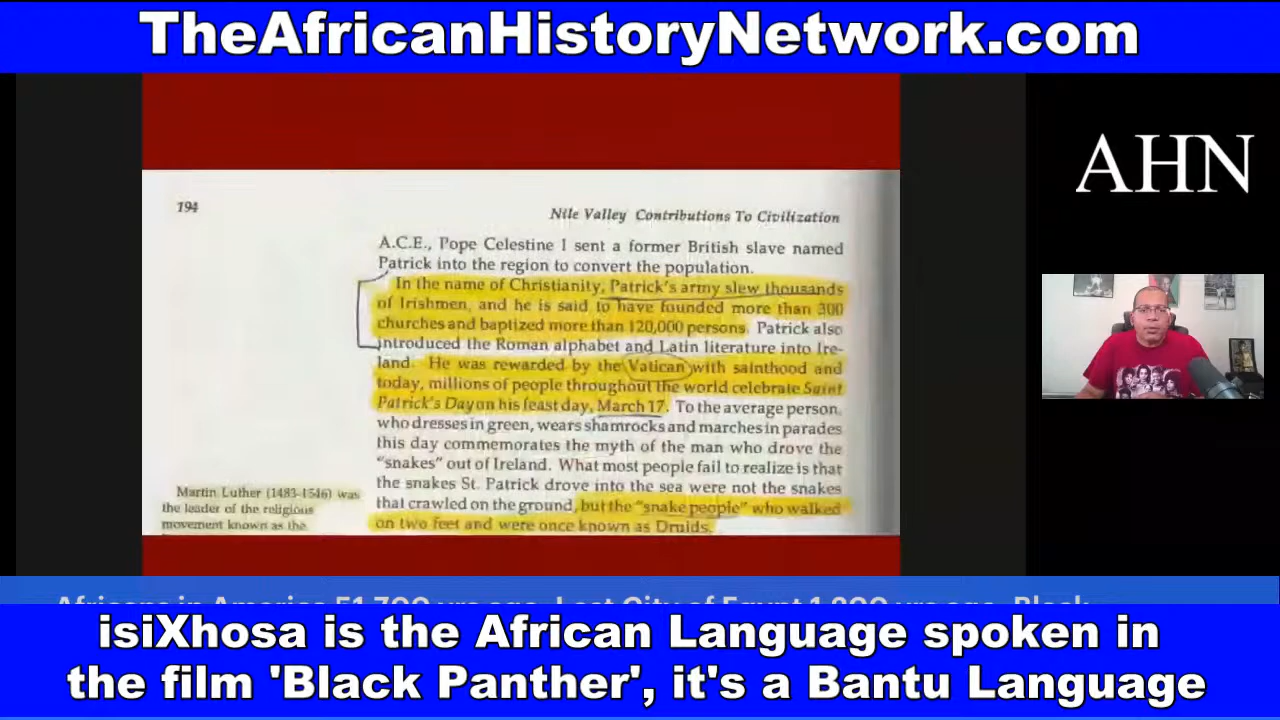 TheAfricanHistoryNetwork.com
AHN
194
Nile Valley Contributions To Civilization
A.C.E., Pope Celestine I sent a former British slave named
Patrick into the region to convert the population.
In the name of Christianity, Patrick's army slew thousands
of Irishmen, and he is said to have founded more than 300
churches and baptized more than 120,000 persons. Patrick also
introduced the Roman alphabet and Latin literature into Ire-
land. He was rewarded by the Vatican with sainthood and
today, millions of people throughout the world celebrate Saint
Patrick's Day on his feast day, March 17. To the average person,
who dresses in green, wears shamrocks and marches in parades
this day commemorates the myth of the man who drove the
"snakes" out of Ireland. What most people fail to realize is that
the snakes St. Patrick drove into the sea were not the snakes
that crawled on the ground, but the "snake people" who walked
on two feet and were once known as Druids.
Martin Luther (1483-1546) was
the leader of the religious
movement known as the
isiXhosa is the African Language spoken in
the film 'Black Panther', it's a Bantu Language